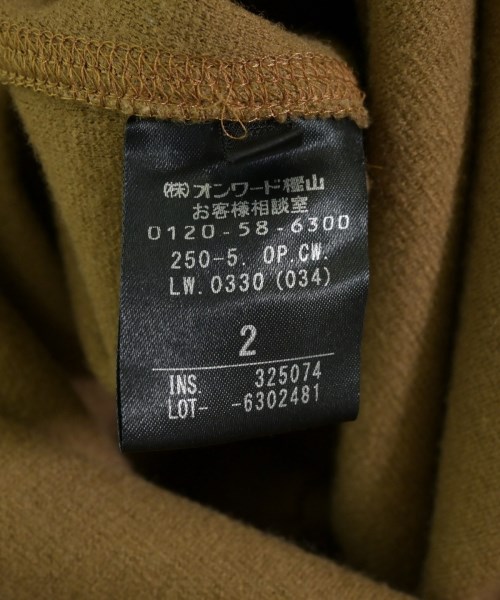 (株)オンワード樫山
お客様相談室
0120-58-6300
250-5. OP.CW.
LW.0330 (034)
2
INS. 325074
LOT- -6302481